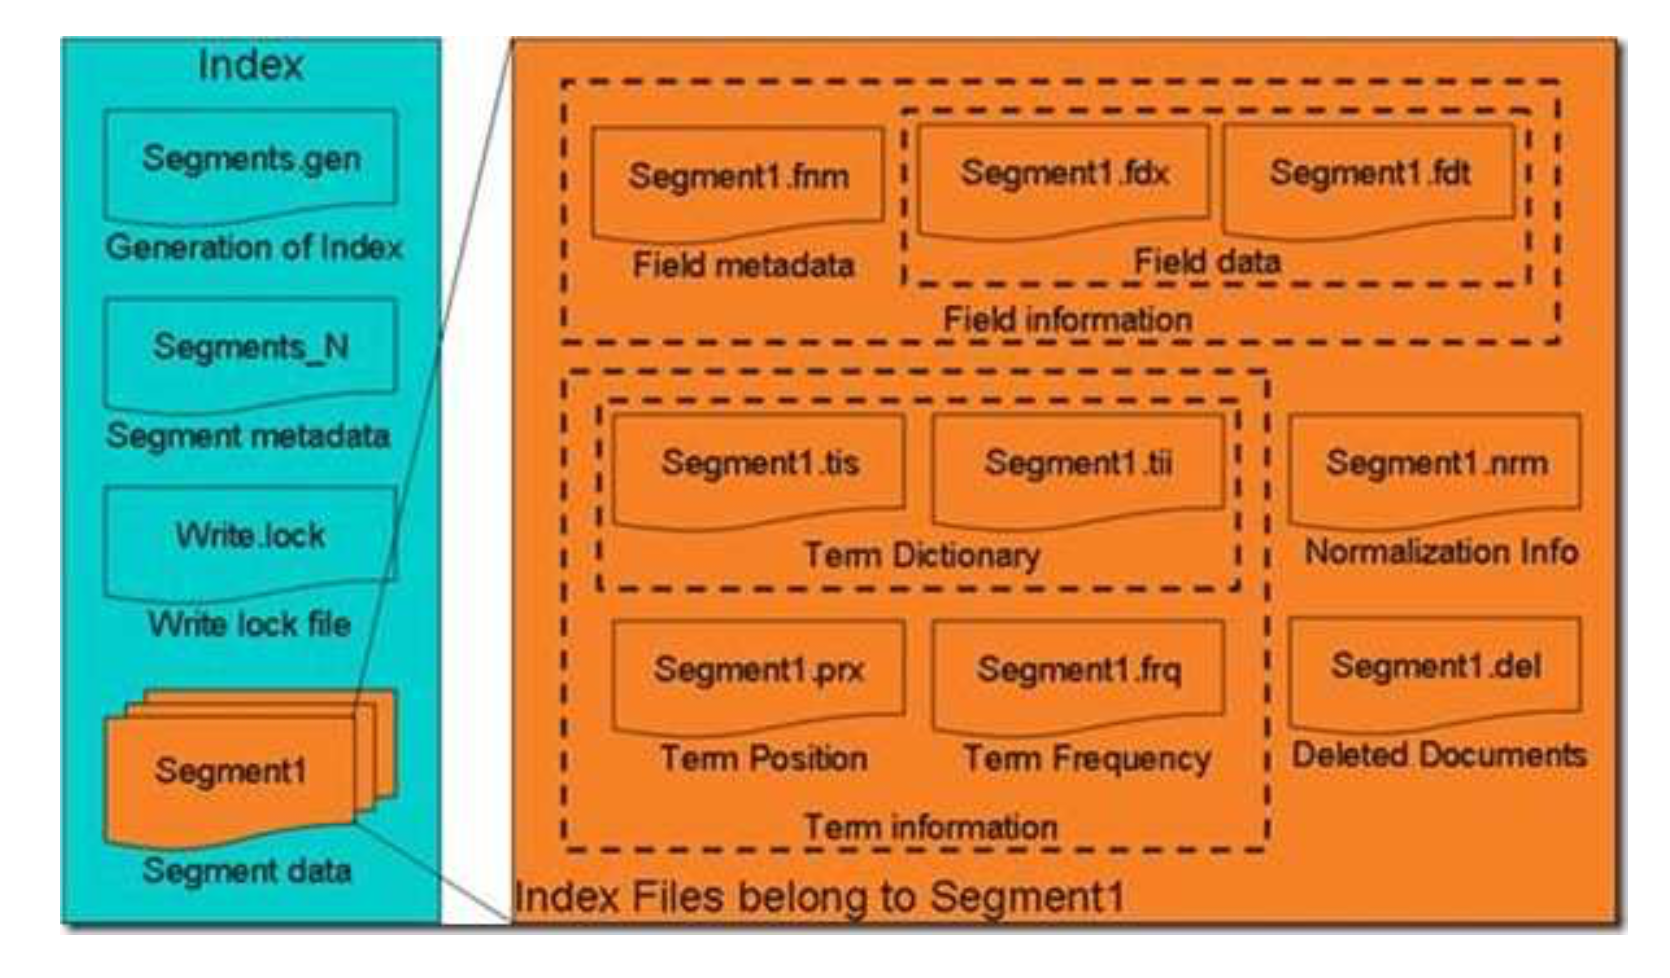 Index
Segments.gen
Generation of Index
Segments_N
Segment metadata
Write.lock
Write lock file
Segment1
Segment data
Segment1.fnm
Field metadata
Segment1.fdx
Segment1.fdt
Field data
Field information
Segment1.tis
Segment1.tii
Term Dictionary
Segment1.prx
Term Position
Segment1.frq
Term Frequency
Term information
Segment1.nrm
Normalization Info
Segment1.del
Deleted Documents
Index Files belong to Segment1